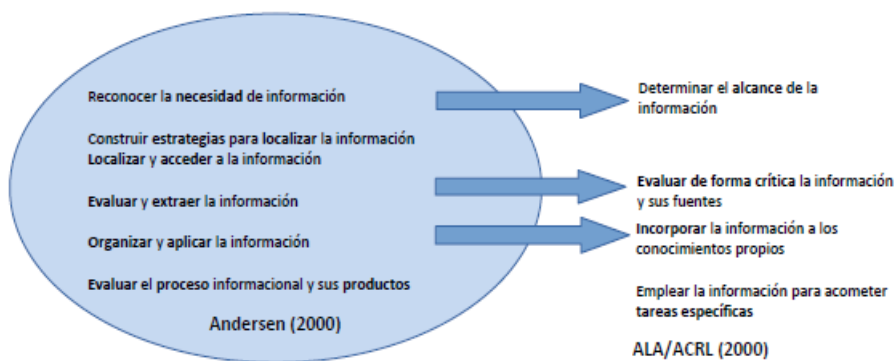 Reconocer la necesidad de información
Construir estrategias para localizar la información
Localizar y acceder a la información
Evaluar y extraer la información
Organizar y aplicar la información
Evaluar el proceso informacional y sus productos
Andersen (2000)
Determinar el alcance de la
información
Evaluar de forma crítica la información
y sus fuentes
Incorporar la información a los
conocimientos propios
Emplear la información para acometer
tareas específicas
ALA/ACRL (2000)